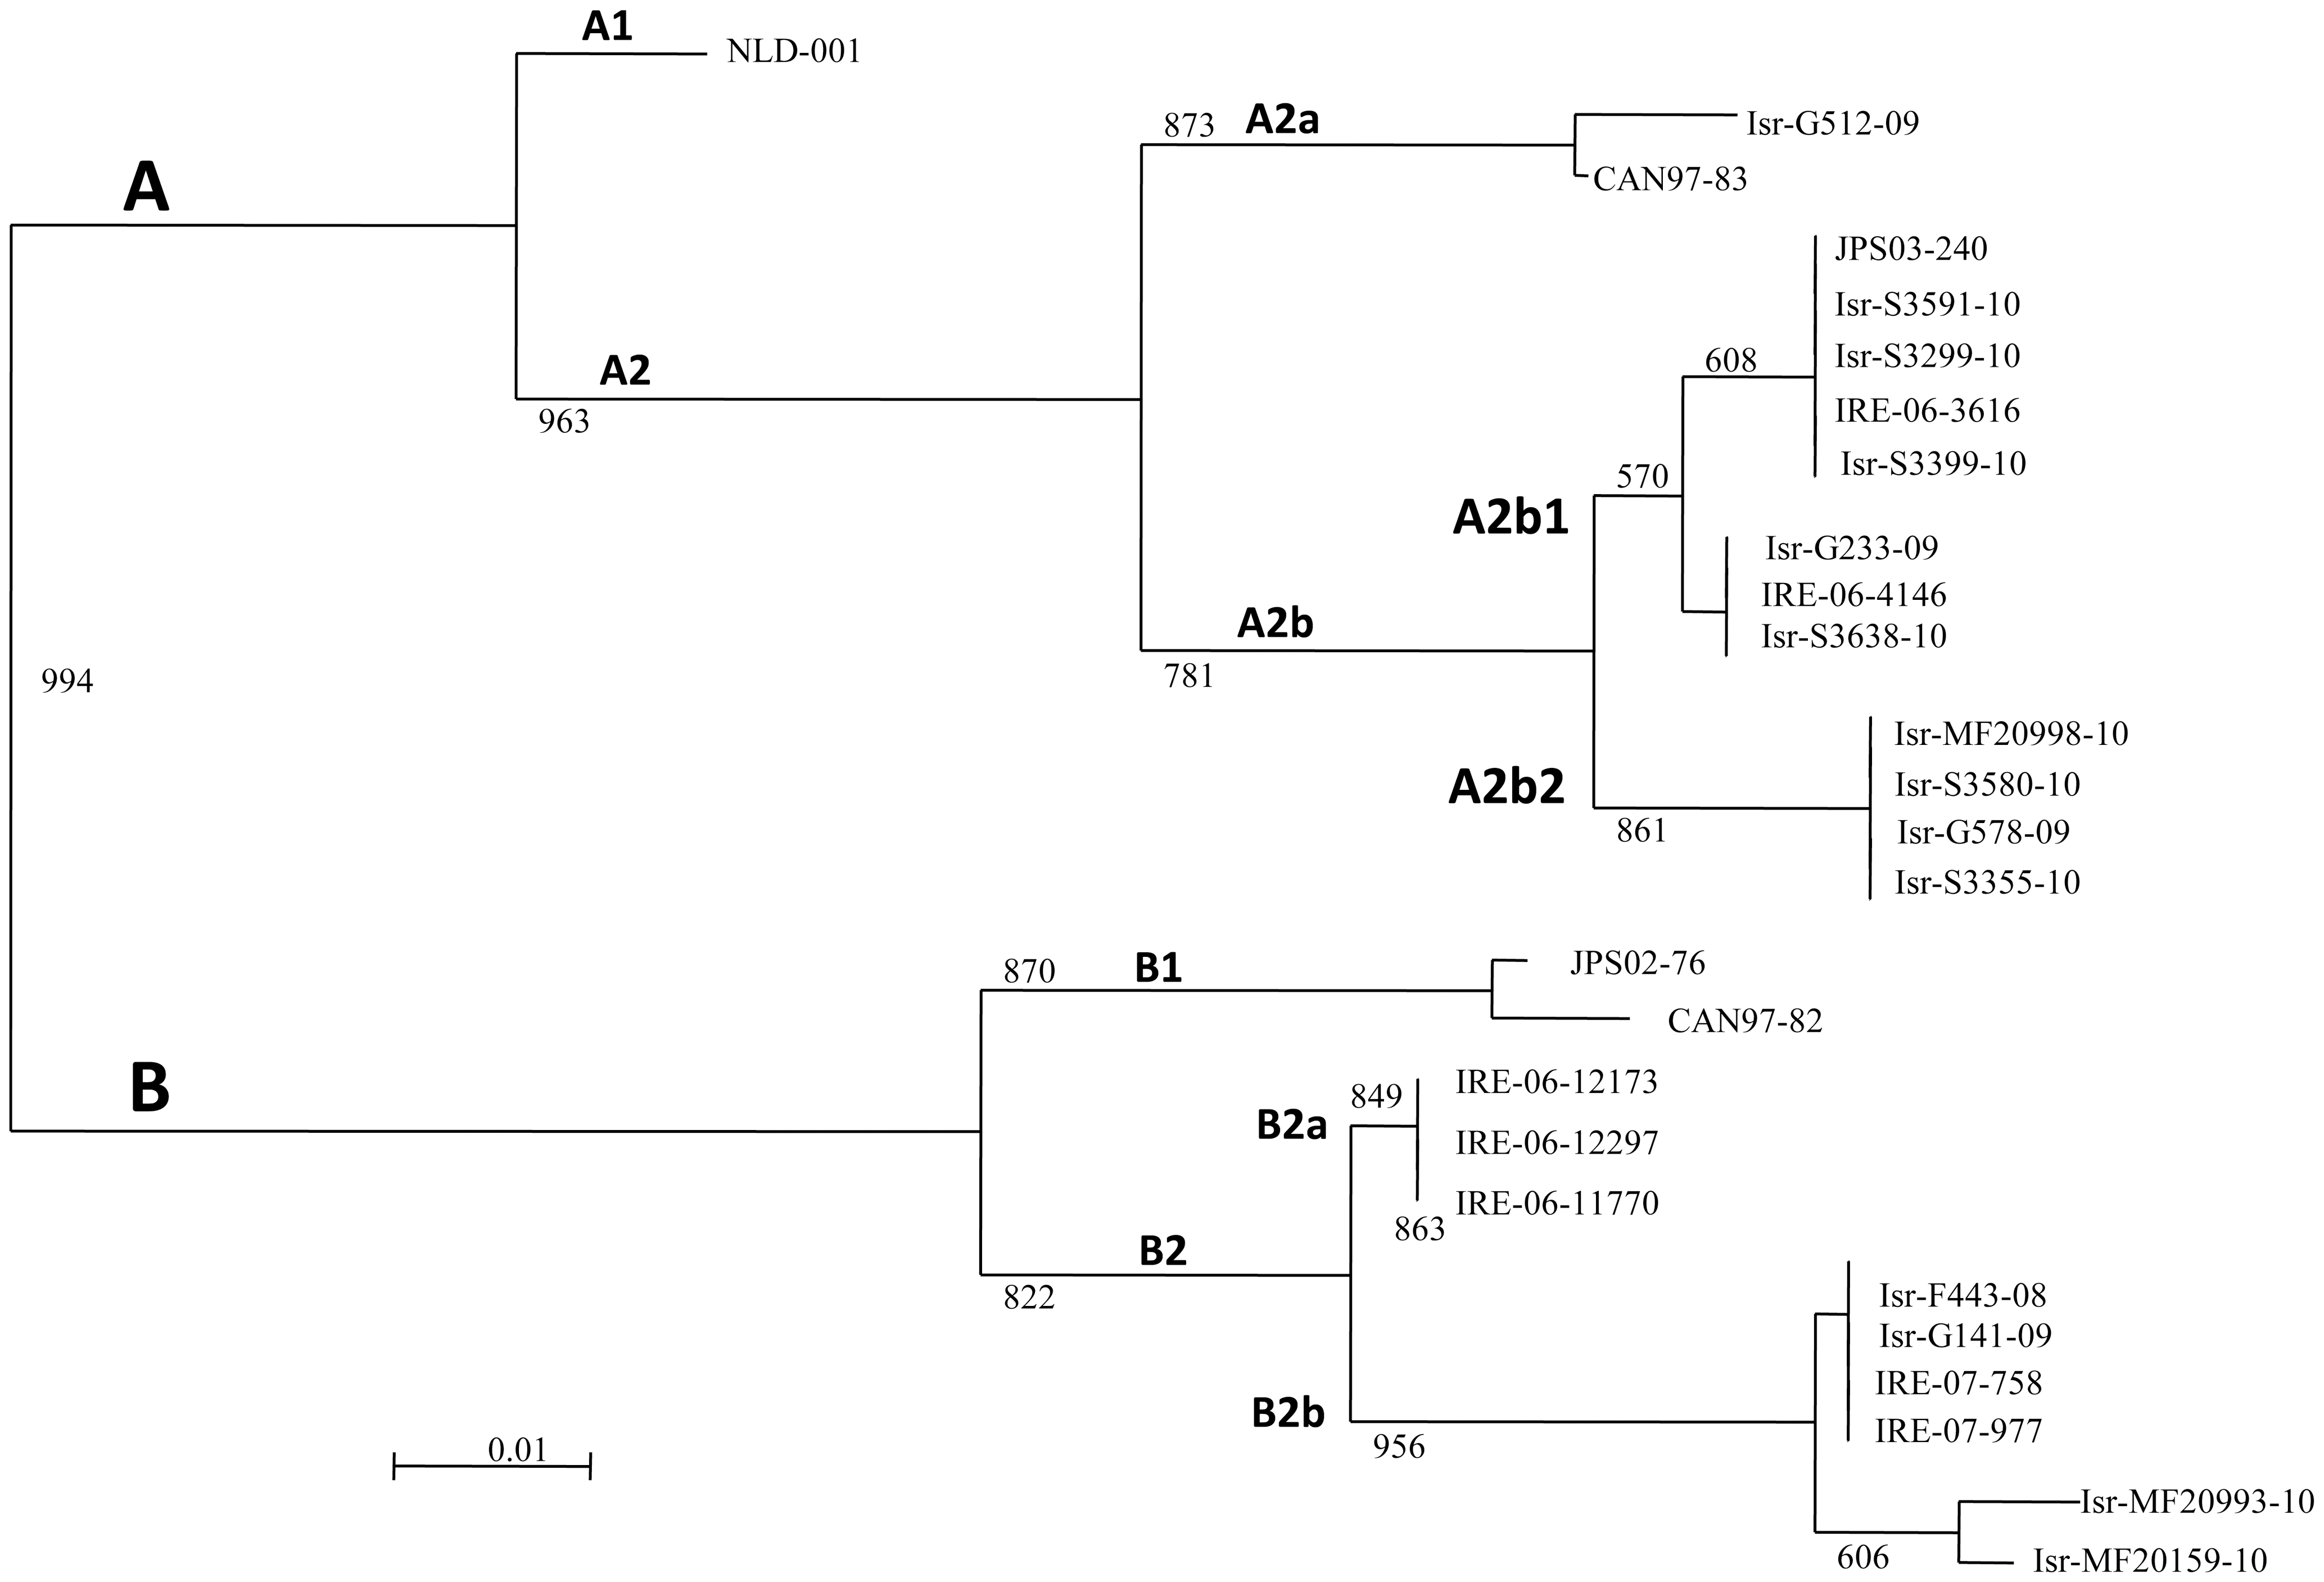 A1
NLD-001
A
873
A2a
Isr-G512-09
CAN97-83
JPS03-240
Isr-S3591-10
608
Isr-S3299-10
A2
963
IRE-06-3616
Isr-S3399-10
570
A2b1
Isr-G233-09
IRE-06-4146
Isr-S3638-10
A2b
781
994
Isr-MF20998-10
A2b2
Isr-S3580-10
861
Isr-G578-09
Isr-S3355-10
870
B1
JPS02-76
CAN97-82
B
849
IRE-06-12173
B2a
IRE-06-12297
IRE-06-11770
863
B2
822
Isr-F443-08
Isr-G141-09
IRE-07-758
B2b
IRE-07-977
956
0.01
Isr-MF20993-10
606
Isr-MF20159-10